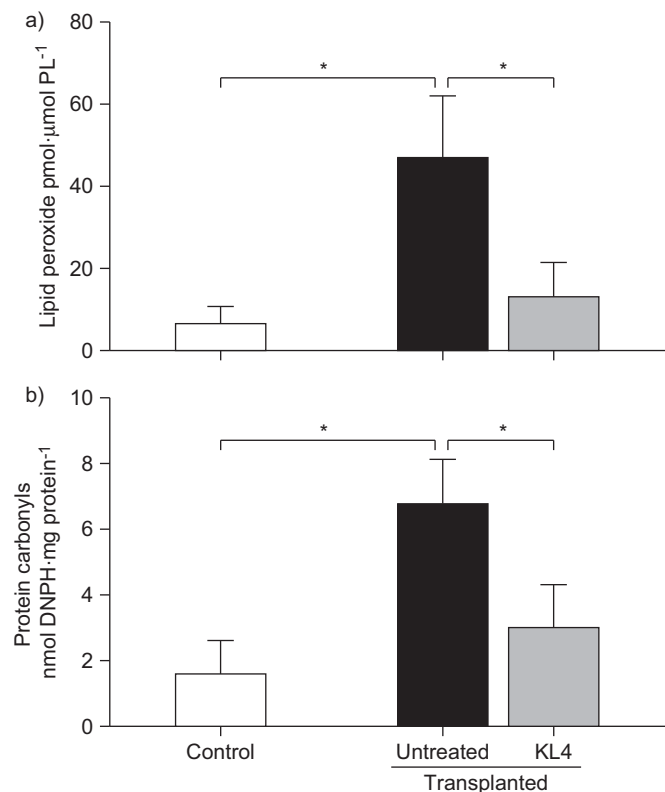 a)
80
60
40
20
0
Lipid peroxide pmol·µmol PL⁻¹
*
*
b)
10
8
6
4
2
0
Protein carbonyls
nmol DNPH·mg protein⁻¹
*
*
Control Untreated KL4
Transplanted